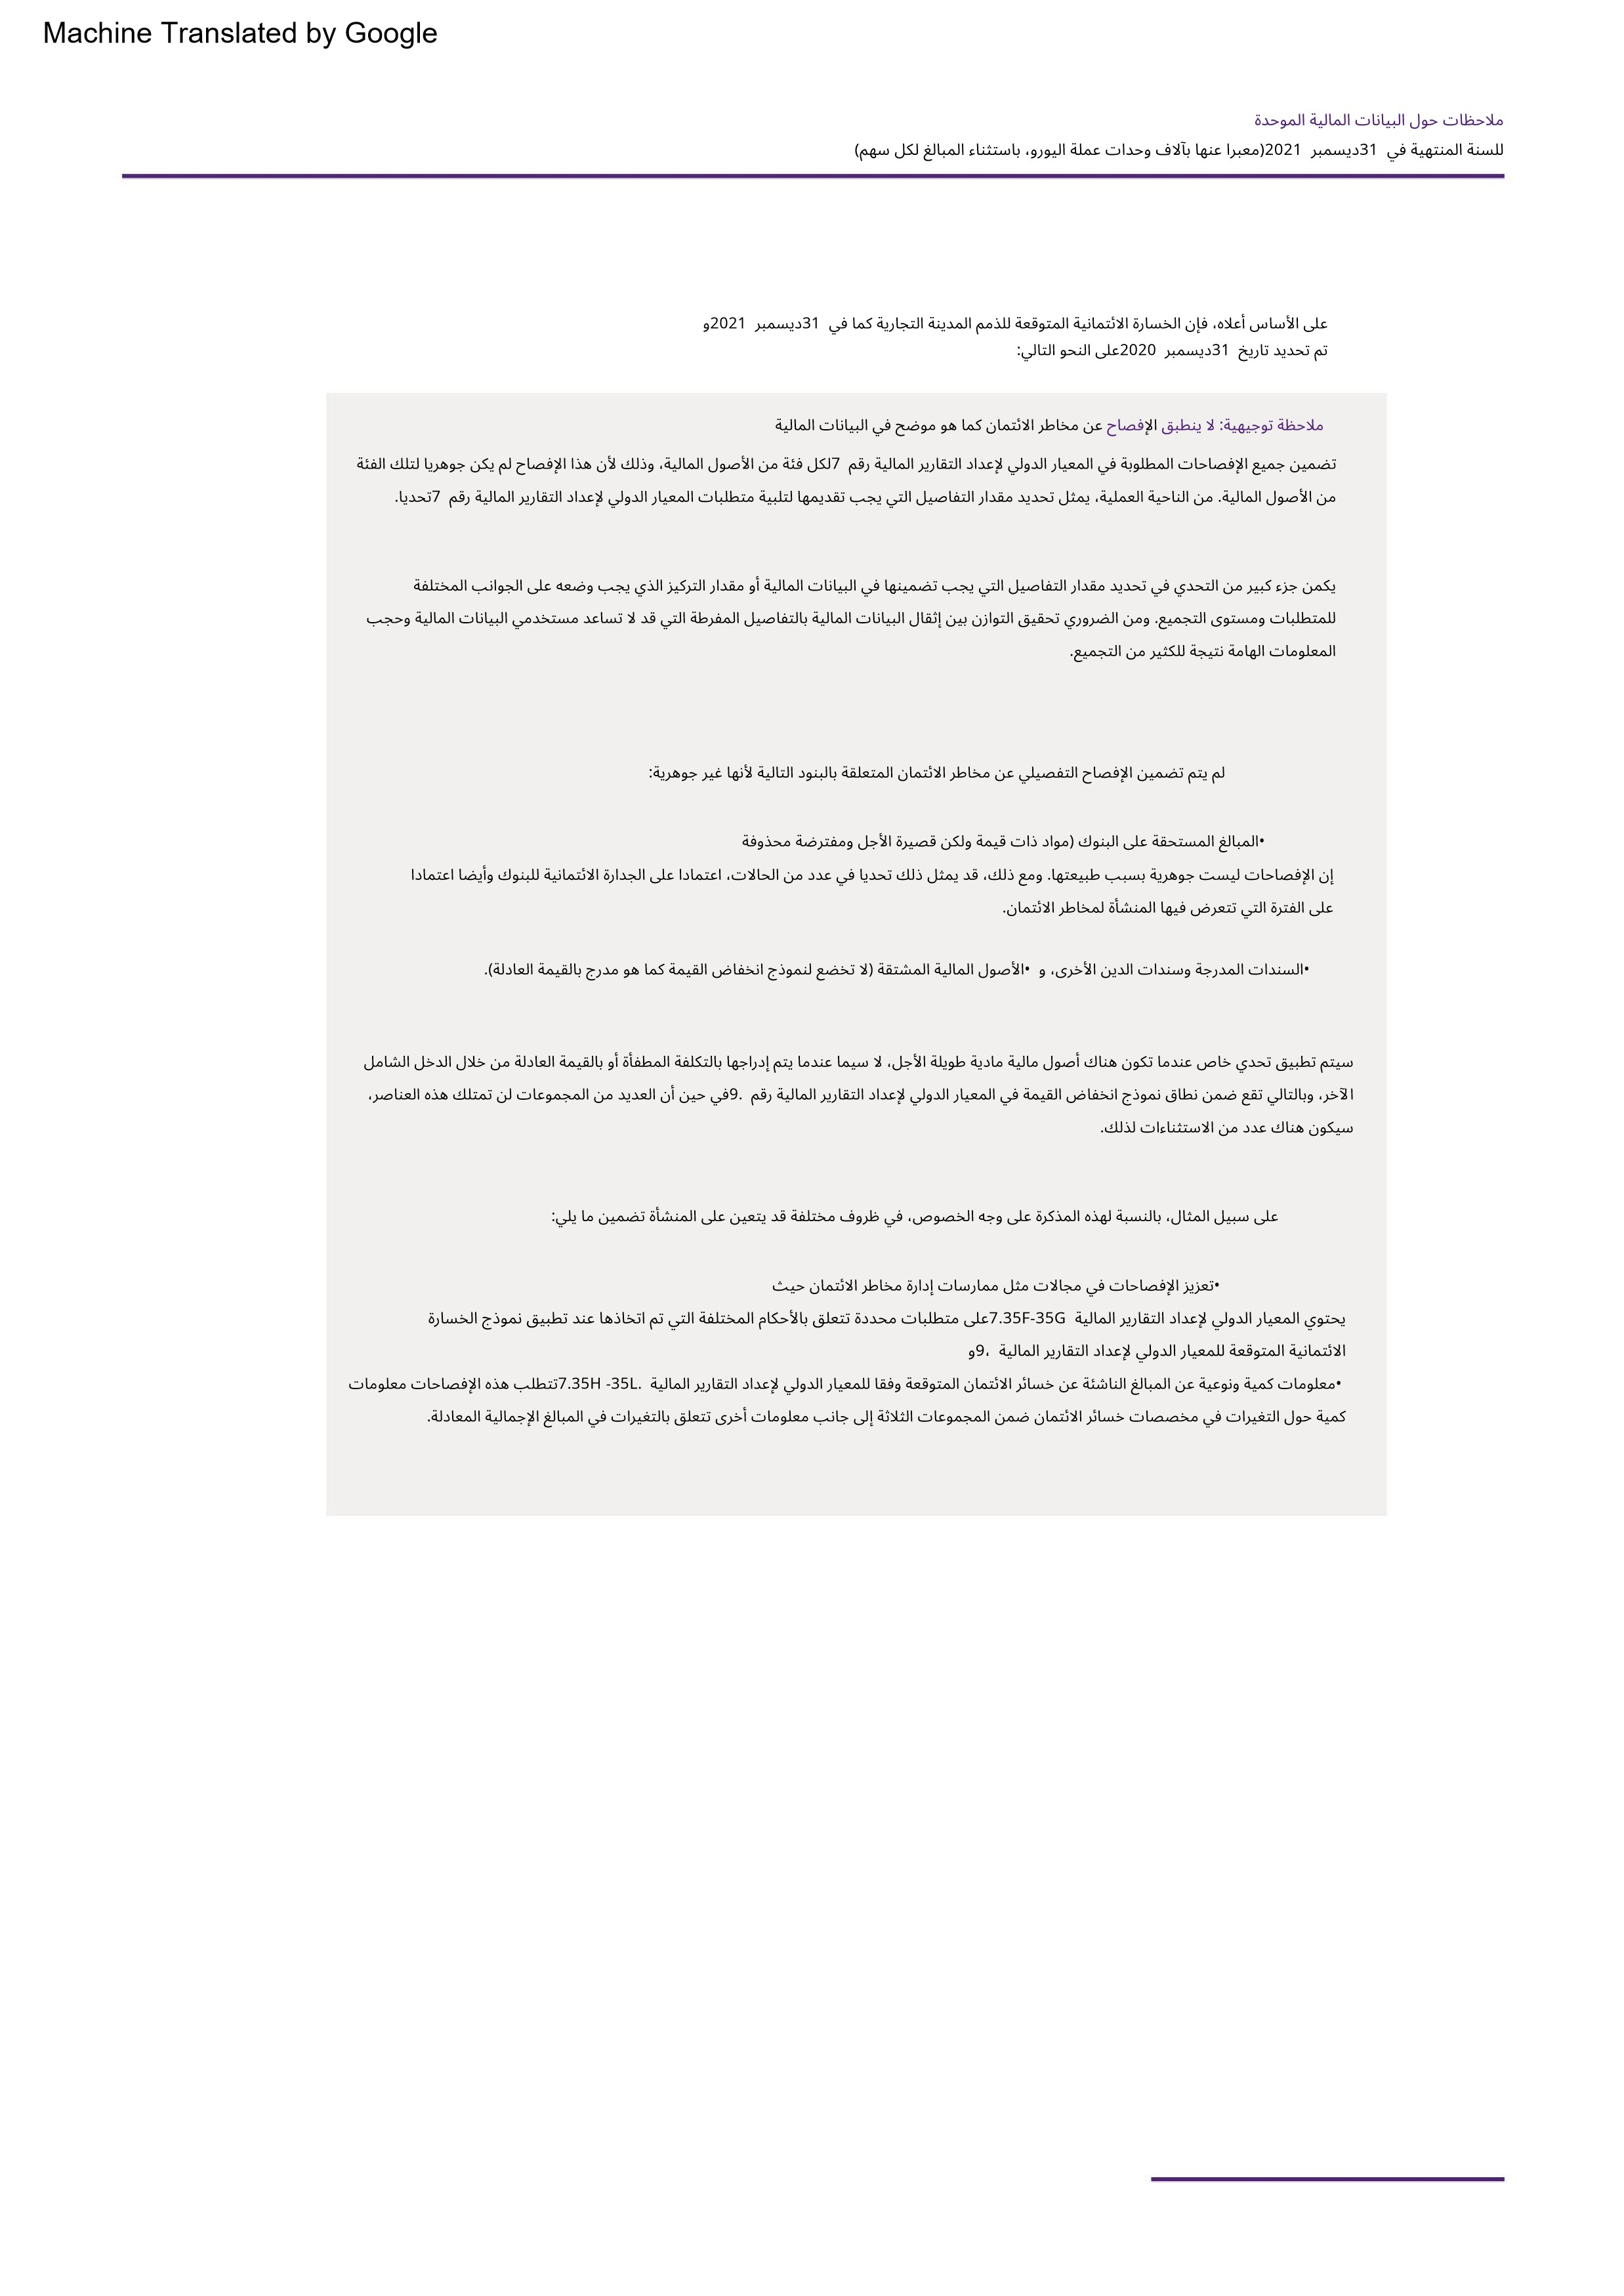 Machine Translated by Google
ملاحظات حول البيانات المالية الموحدة
للسنة المنتهية في 31ديسمبر 2021(معبرا عنها بآلاف وحدات عملة اليورو، باستثناء المبالغ لكل سهم)
على الأساس أعلاه، فإن الخسارة الائتمانية المتوقعة للذمم المدينة التجارية كما في 31ديسمبر 2021و
تم تحديد تاريخ 31ديسمبر 2020على النحو التالي:
ملاحظة توجيهية: لا ينطبق الإفصاح عن مخاطر الائتمان كما هو موضح في البيانات المالية
تضمين جميع الإفصاحات المطلوبة في المعيار الدولي لإعداد التقارير المالية رقم 7لكل فئة من الأصول المالية، وذلك لأن هذا الإفصاح لم يكن جوهريا لتلك الفئة
من الأصول المالية. من الناحية العملية، يمثل تحديد مقدار التفاصيل التي يجب تقديمها لتلبية متطلبات المعيار الدولي لإعداد التقارير المالية رقم 7تحديا.
يكمن جزء كبير من التحدي في تحديد مقدار التفاصيل التي يجب تضمينها في البيانات المالية أو مقدار التركيز الذي يجب وضعه على الجوانب المختلفة
للمتطلبات ومستوى التجميع. ومن الضروري تحقيق التوازن بين إثقال البيانات المالية بالتفاصيل المفرطة التي قد لا تساعد مستخدمي البيانات المالية وحجب
المعلومات الهامة نتيجة للكثير من التجميع.
لم يتم تضمين الإفصاح التفصيلي عن مخاطر الائتمان المتعلقة بالبنود التالية لأنها غير جوهرية:
•المبالغ المستحقة على البنوك (مواد ذات قيمة ولكن قصيرة الأجل ومفترضة محذوفة
إن الإفصاحات ليست جوهرية بسبب طبيعتها. ومع ذلك، قد يمثل ذلك تحديا في عدد من الحالات، اعتمادا على الجدارة الائتمانية للبنوك وأيضا اعتمادا
على الفترة التي تتعرض فيها المنشأة لمخاطر الائتمان.
•السندات المدرجة وسندات الدين الأخرى، و •الأصول المالية المشتقة (لا تخضع لنموذج انخفاض القيمة كما هو مدرج بالقيمة العادلة).
سيتم تطبيق تحدي خاص عندما تكون هناك أصول مالية مادية طويلة الأجل، لا سيما عندما يتم إدراجها بالتكلفة المطفأة أو بالقيمة العادلة من خلال الدخل الشامل
الآخر، وبالتالي تقع ضمن نطاق نموذج انخفاض القيمة في المعيار الدولي لإعداد التقارير المالية رقم .9في حين أن العديد من المجموعات لن تمتلك هذه العناصر،
سيكون هناك عدد من الاستثناءات لذلك.
على سبيل المثال، بالنسبة لهذه المذكرة على وجه الخصوص، في ظروف مختلفة قد يتعين على المنشأة تضمين ما يلي:
•تعزيز الإفصاحات في مجالات مثل ممارسات إدارة مخاطر الائتمان حيث
يحتوي المعيار الدولي لإعداد التقارير المالية 7.35F-35Gعلى متطلبات محددة تتعلق بالأحكام المختلفة التي تم اتخاذها عند تطبيق نموذج الخسارة
الائتمانية المتوقعة للمعيار الدولي لإعداد التقارير المالية ،9و
•معلومات كمية ونوعية عن المبالغ الناشئة عن خسائر الائتمان المتوقعة وفقا للمعيار الدولي لإعداد التقارير المالية .7.35H -35Lتتطلب هذه الإفصاحات معلومات
كمية حول التغيرات في مخصصات خسائر الائتمان ضمن المجموعات الثلاثة إلى جانب معلومات أخرى تتعلق بالتغيرات في المبالغ الإجمالية المعادلة.